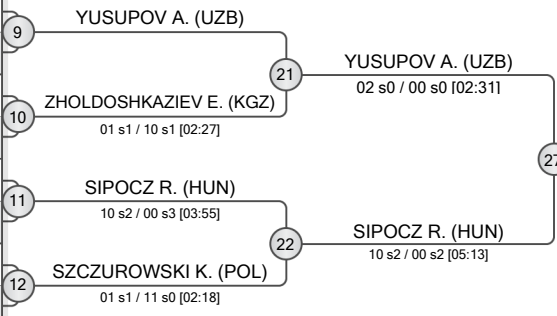 9
YUSUPOV A. (UZB)
21
YUSUPOV A. (UZB)
02 s0 / 00 s0 [02:31]
10
ZHOLDOSHKAZIEV E. (KGZ)
01 s1 / 10 s1 [02:27]
27
11
SIPOCZ R. (HUN)
10 s2 / 00 s3 [03:55]
22
SIPOCZ R. (HUN)
10 s2 / 00 s2 [05:13]
12
SZCZUROWSKI K. (POL)
01 s1 / 11 s0 [02:18]